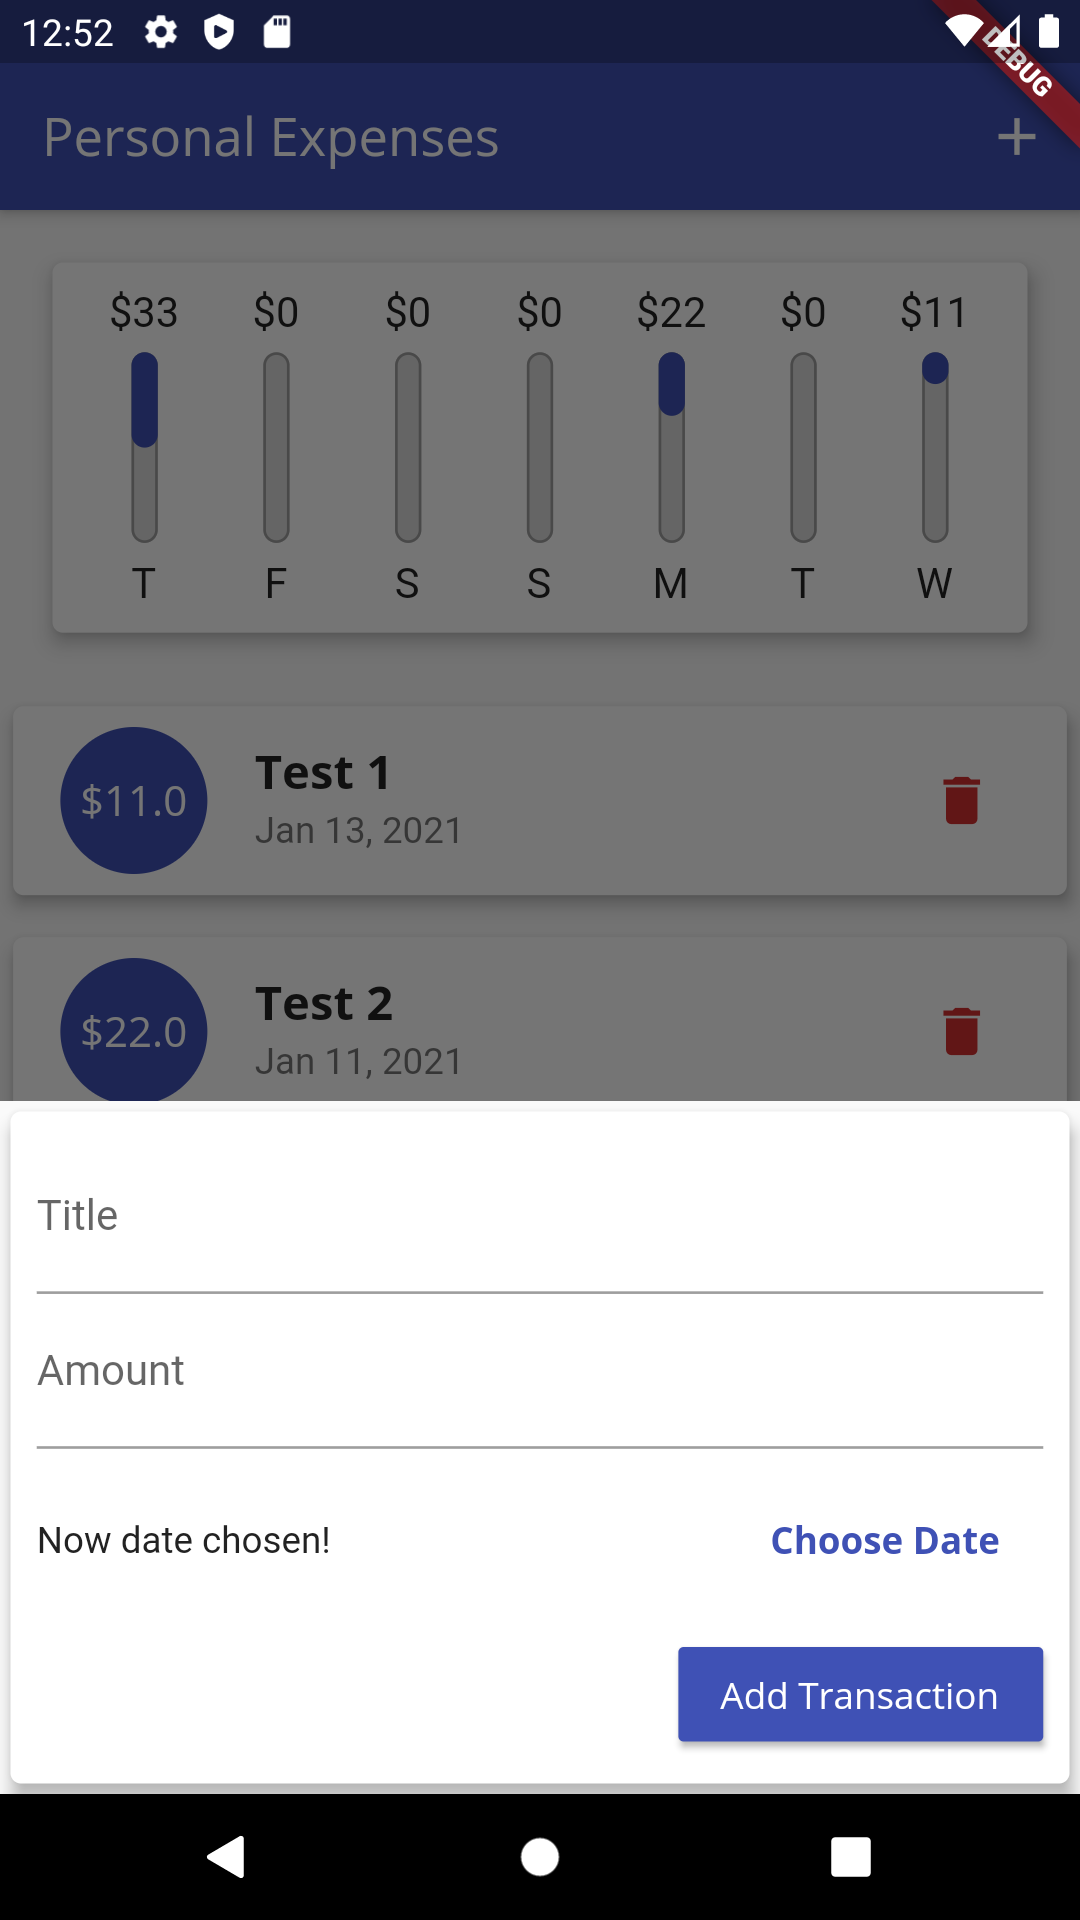 12:52
DEBUG
Personal Expenses
$33 $0 $0 $0 $22 $0 $11
T F S S M T W
$11.0
Test 1
Jan 13, 2021
$22.0
Test 2
Jan 11, 2021
Title
Amount
Now date chosen! Choose Date
Add Transaction